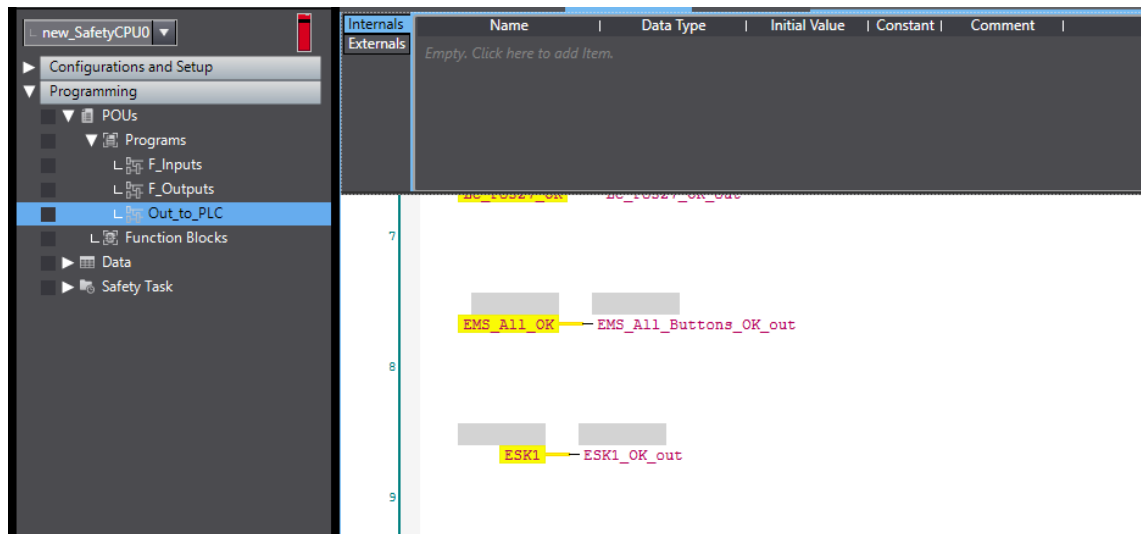 new_SafetyCPU0
Configurations and Setup
Programming
POUs
Programs
F_Inputs
F_Outputs
Out_to_PLC
Function Blocks
Data
Safety Task
Internals
Externals
Name | Data Type | Initial Value | Constant | Comment |
Empty. Click here to add Item.
7
EMS_All_OK EMS_All_Buttons_OK_out
8
ESK1 ESK1_OK_out
9